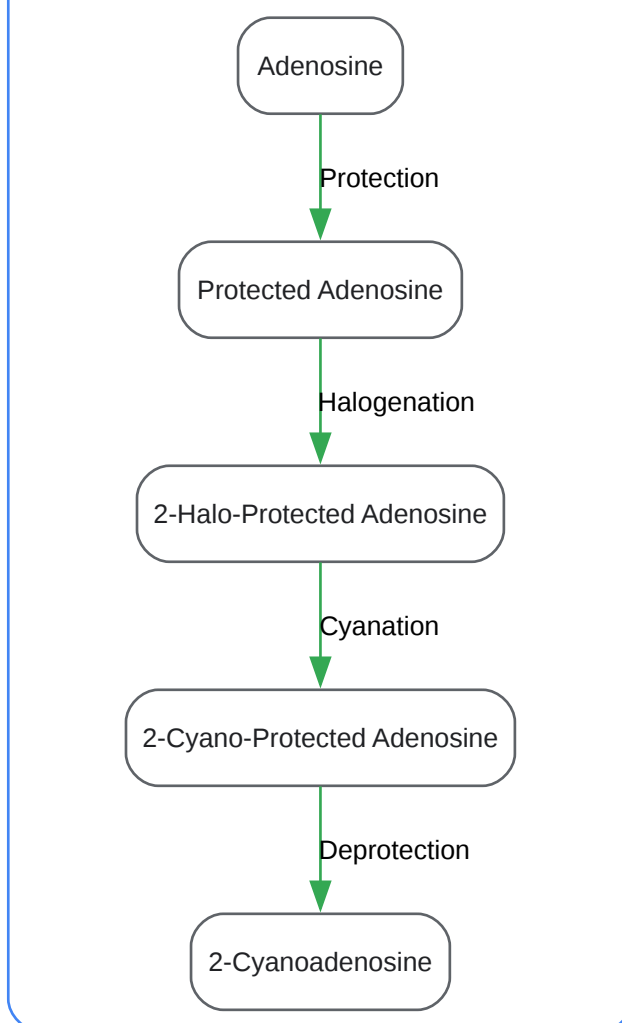 Adenosine
Protection
Protected Adenosine
Halogenation
2-Halo-Protected Adenosine
Cyanation
2-Cyano-Protected Adenosine
Deprotection
2-Cyanoadenosine